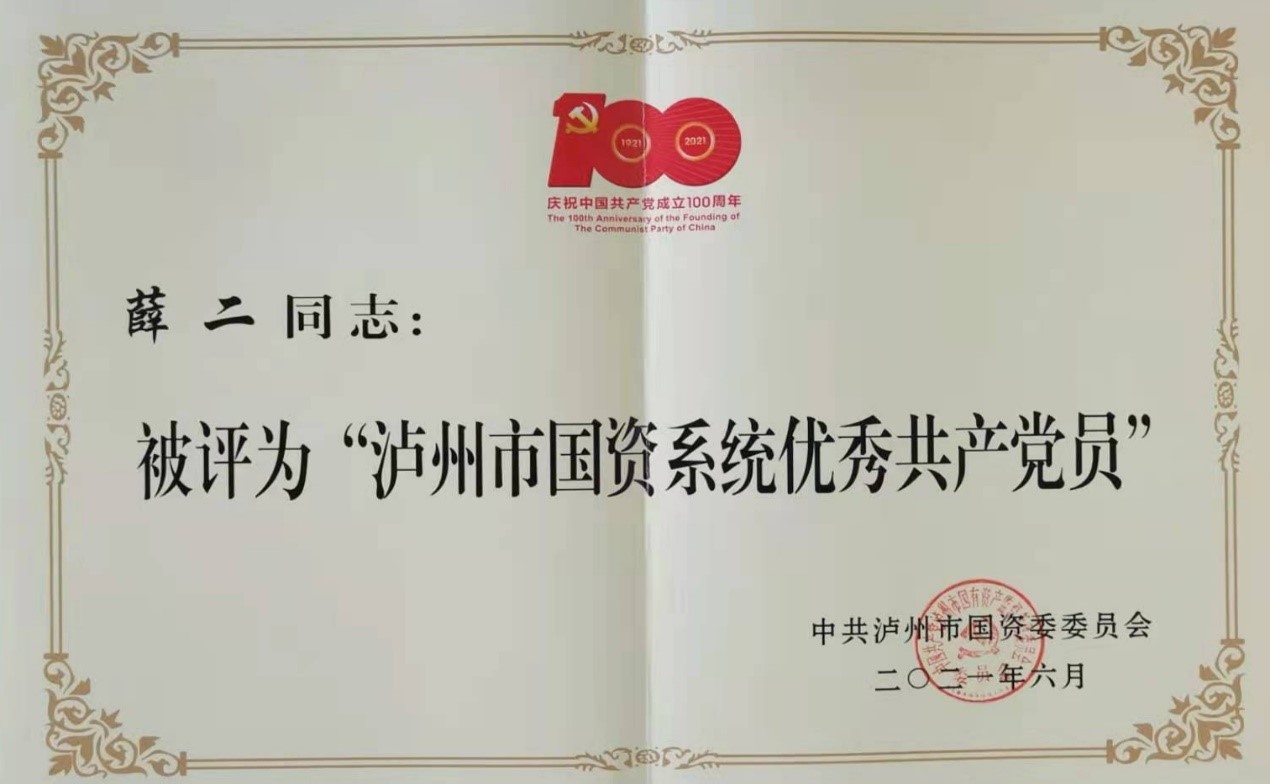 100
1921
2021
庆祝中国共产党成立100周年
The 100th Anniversary of the Founding of
The Communist Party of China
薛 二 同志：
被评为“泸州市国资系统优秀共产党员”
中共泸州市国资委委员会
二〇二一年六月